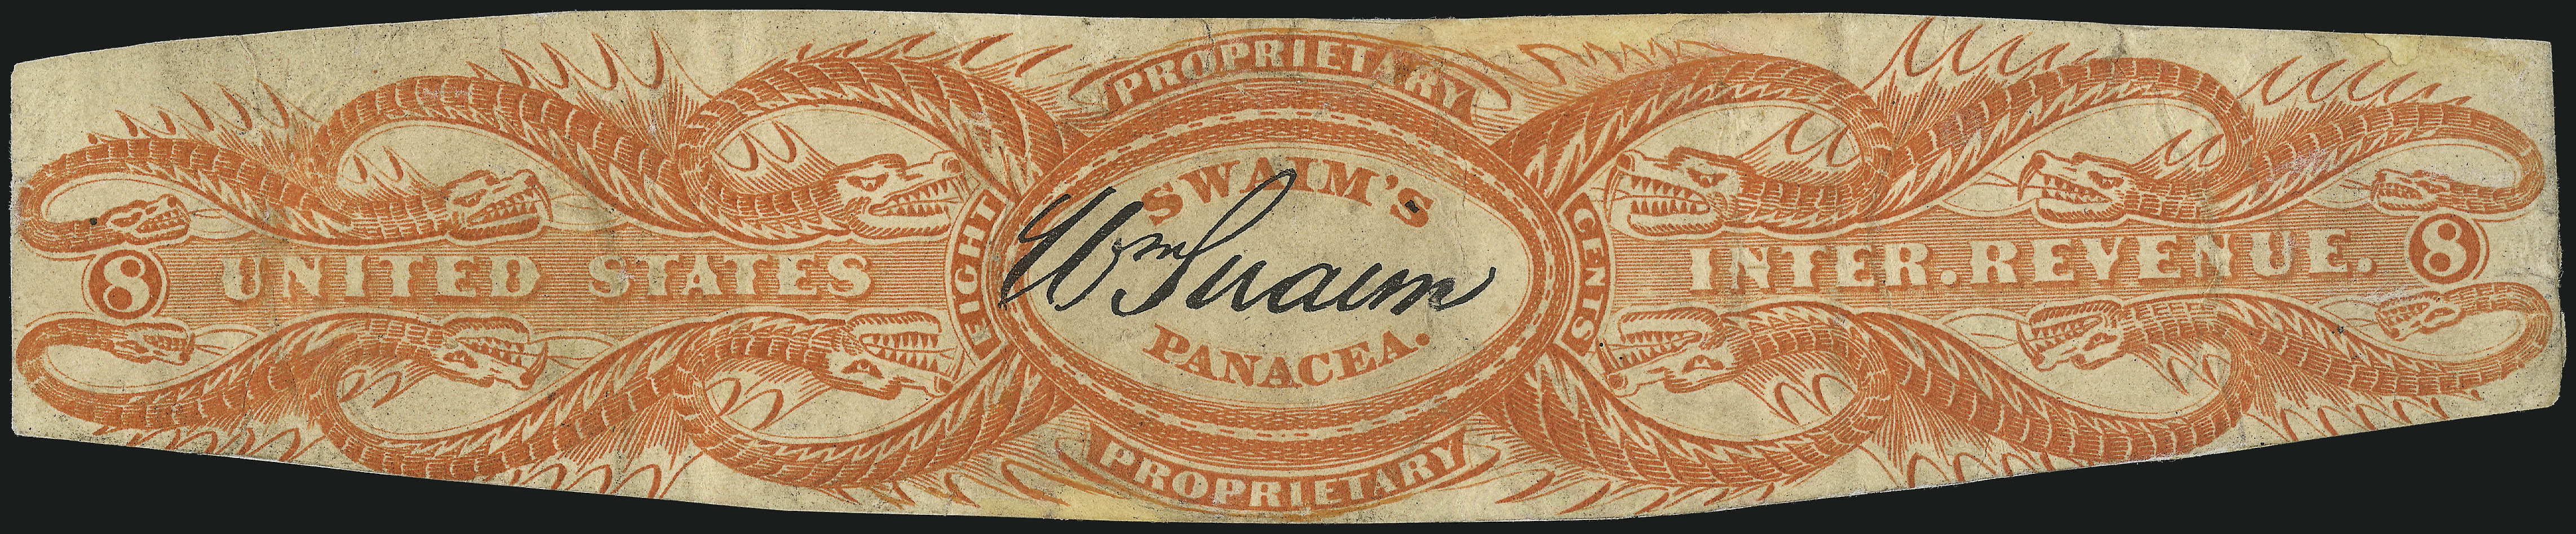 PROPRIETARY
SWAIM'S
8 UNITED STATES EIGHT Wm Swaim CENTS INTER. REVENUE. 8
PANACEA.
PROPRIETARY